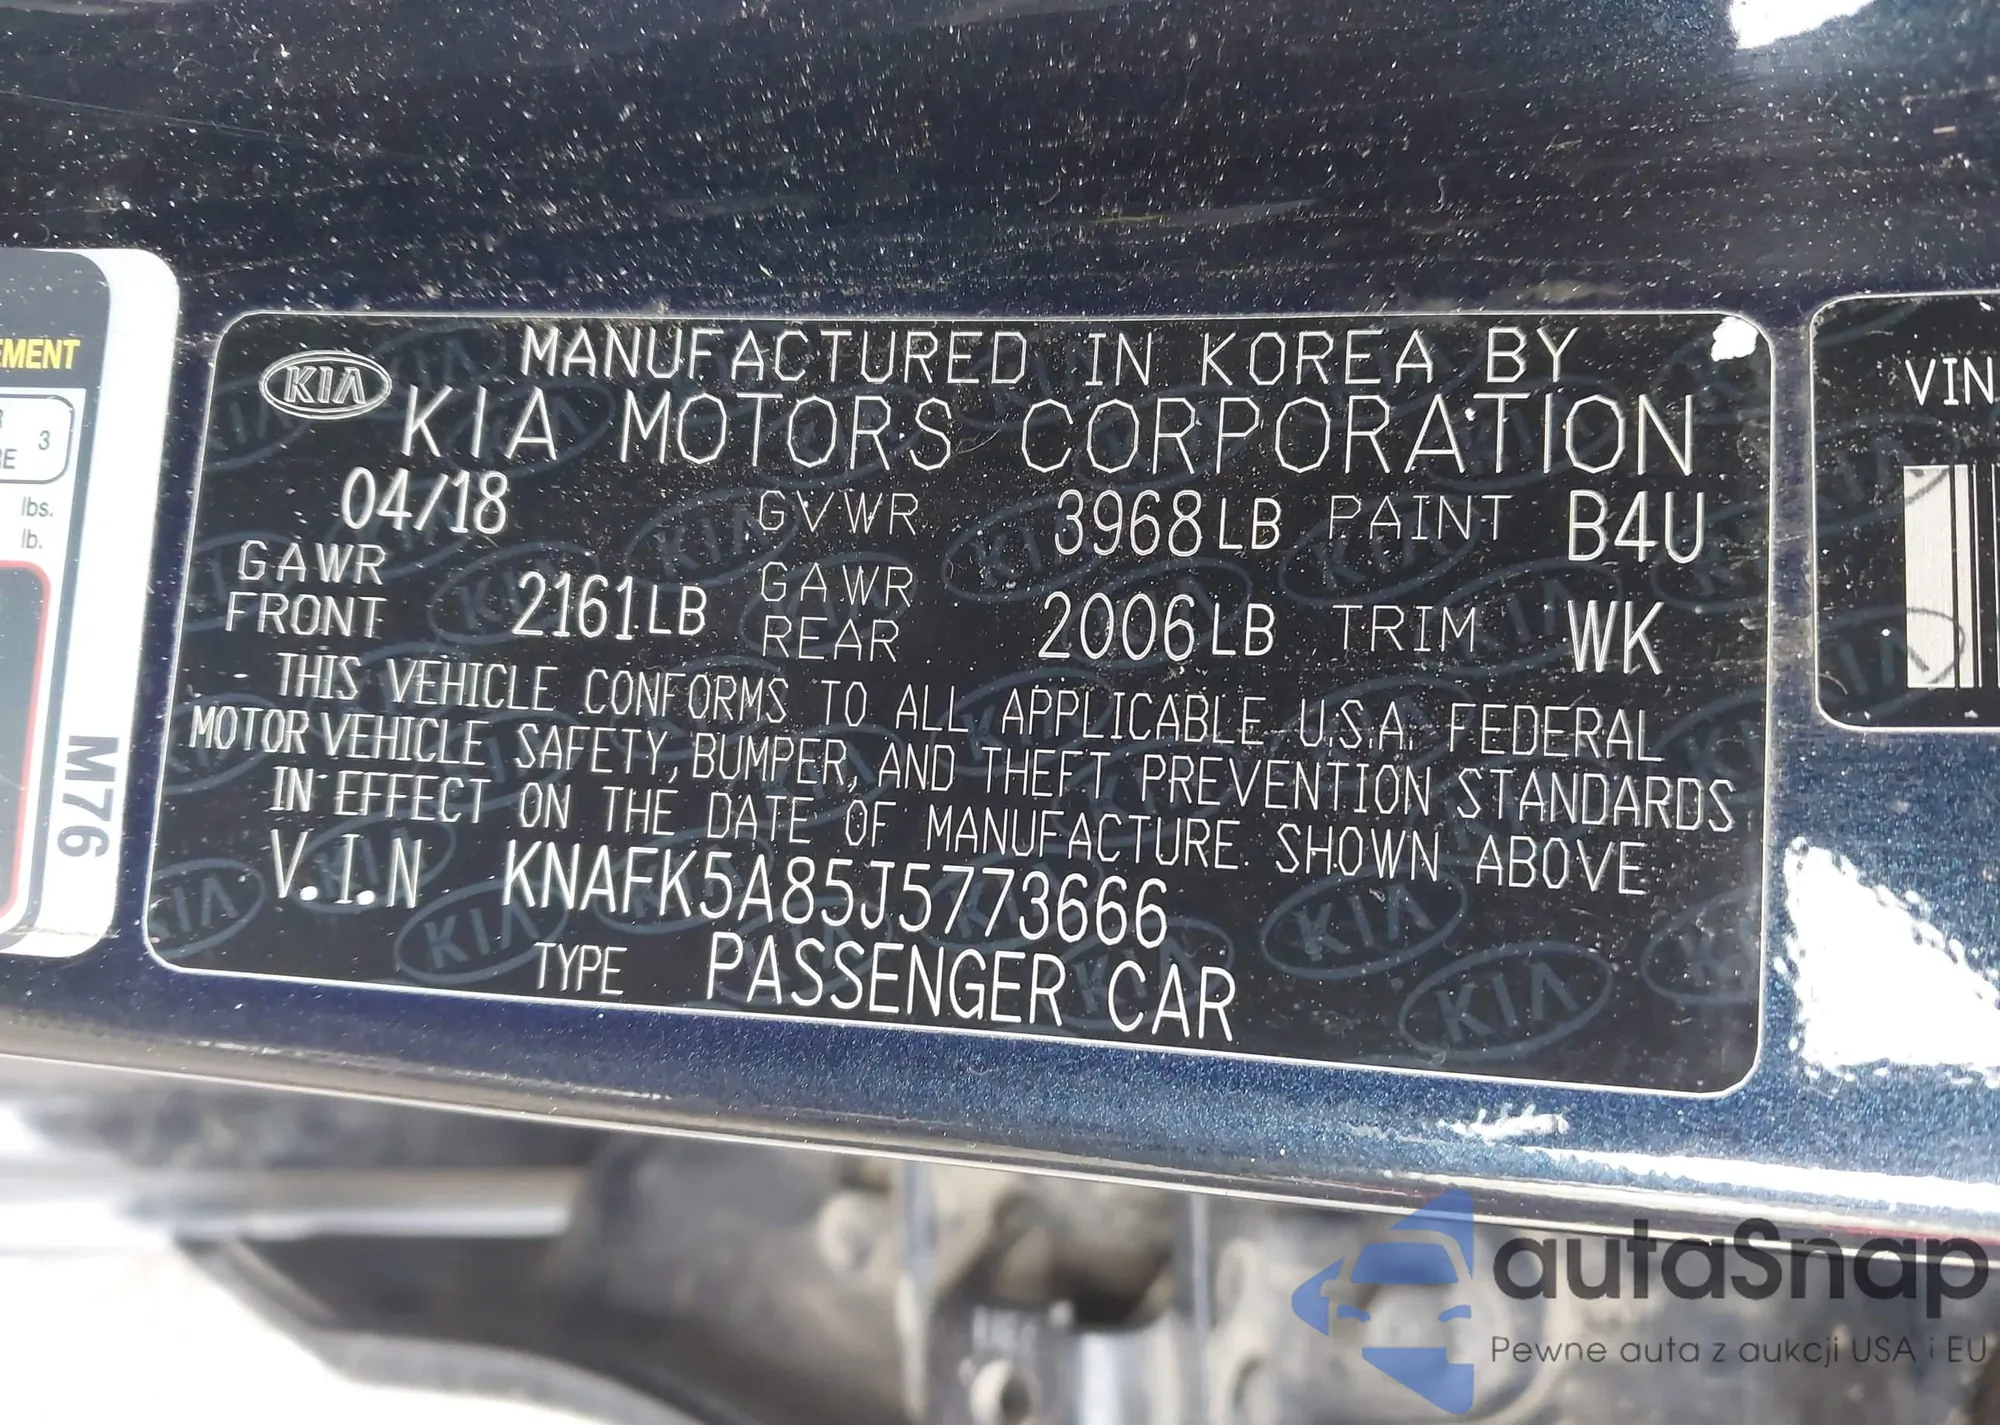 EMENT
3
RE
lbs.
lb.
M76
KIA
MANUFACTURED IN KOREA BY
KIA MOTORS CORPORATION
04/18 GVWR 3968LB PAINT B4U
GAWR FRONT 2161LB GAWR REAR 2006LB TRIM WK
THIS VEHICLE CONFORMS TO ALL APPLICABLE U.S.A. FEDERAL
MOTOR VEHICLE SAFETY, BUMPER, AND THEFT PREVENTION STANDARDS
IN EFFECT ON THE DATE OF MANUFACTURE SHOWN ABOVE
V.I.N KNAFK5A85J5773666
TYPE PASSENGER CAR
VIN
autaSnap
Pewne auta z aukcji USA i EU